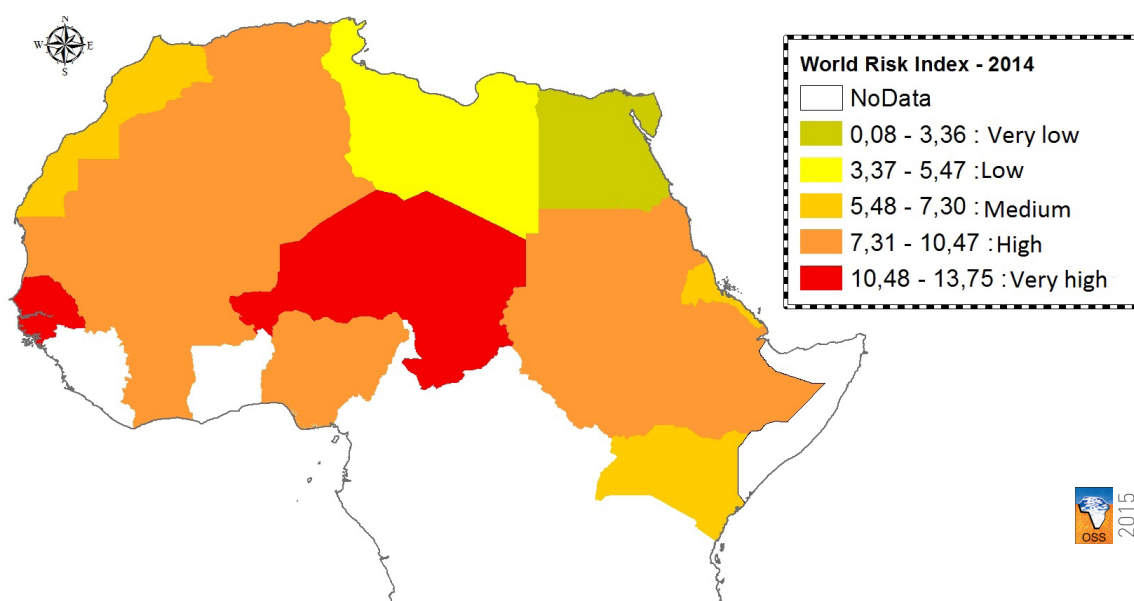 N
W E
S
World Risk Index - 2014
NoData
0,08 - 3,36 : Very low
3,37 - 5,47 : Low
5,48 - 7,30 : Medium
7,31 - 10,47 : High
10,48 - 13,75 : Very high
OSS
2015